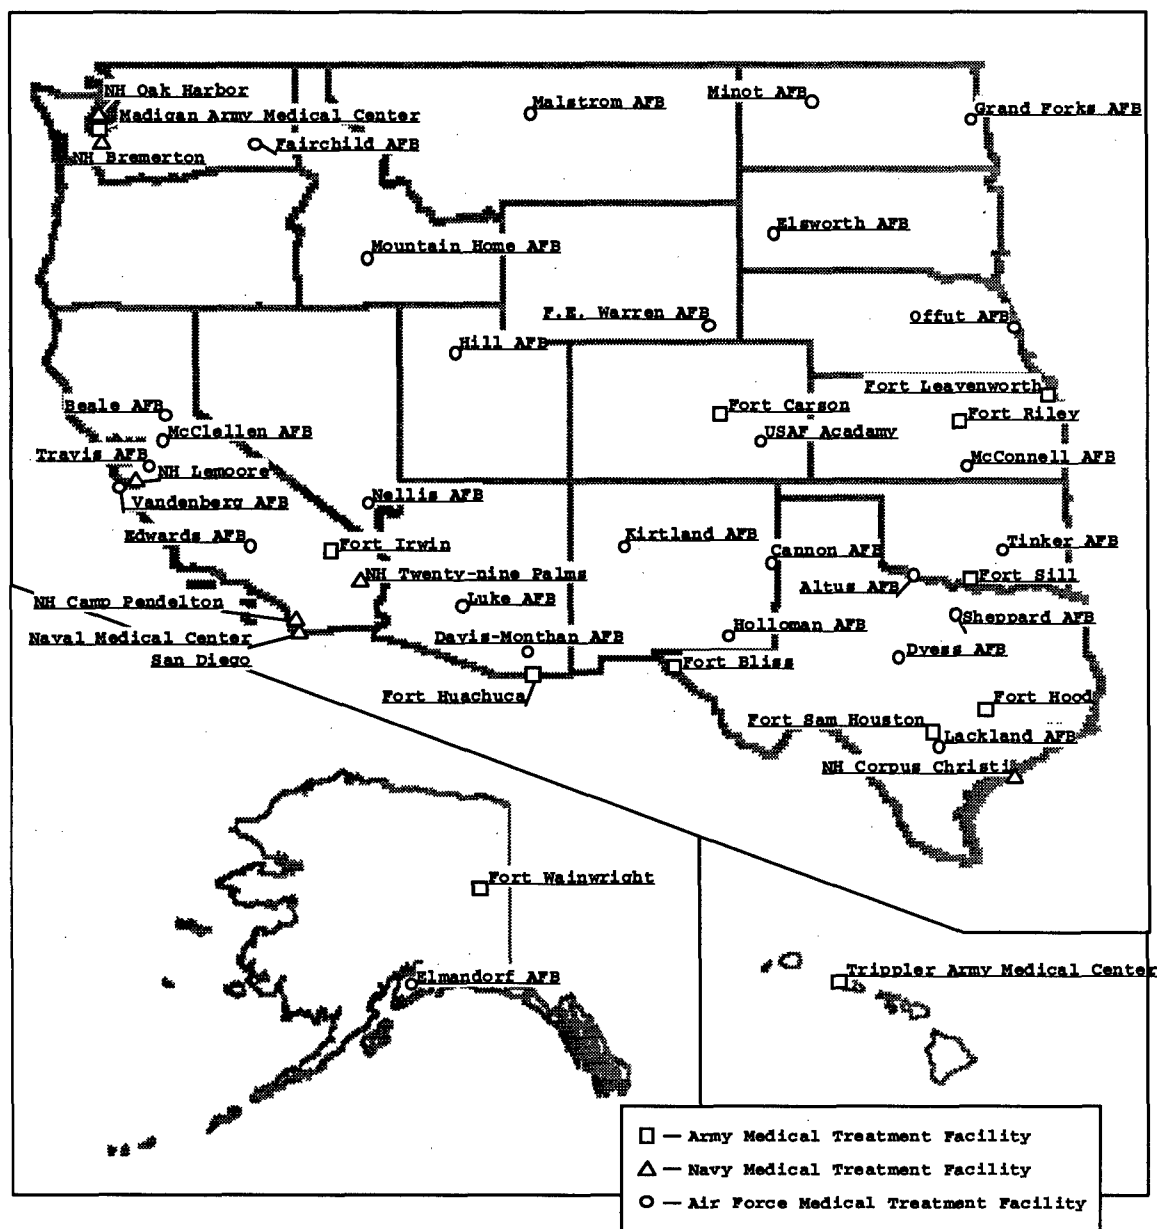 NH Oak Harbor
Malstrom AFB
Minot AFB
Grand Forks AFB
Madigan Army Medical Center
Fairchild AFB
NH Bremerton
Elsworth AFB
Mountain Home AFB
F.E. Warren AFB
Offut AFB
Hill AFB
Fort Leavenworth
Beale AFB
Fort Carson
Fort Riley
McClellen AFB
USAF Acadamy
Travis AFB
NH Lemoore
McConnell AFB
Vandenberg AFB
Nellis AFB
Edwards AFB
Fort Irwin
Kirtland AFB
Cannon AFB
Tinker AFB
NH Twenty-nine Palms
Altus AFB
Fort Sill
NH Camp Pendelton
Luke AFB
Sheppard AFB
Naval Medical Center
San Diego
Davis-Monthan AFB
Holloman AFB
Dyess AFB
Fort Bliss
Fort Huachuca
Fort Hood
Fort Sam Houston
Lackland AFB
NH Corpus Christi
Fort Wainwright
Elmandorf AFB
Trippler Army Medical Center
— Army Medical Treatment Facility
— Navy Medical Treatment Facility
— Air Force Medical Treatment Facility